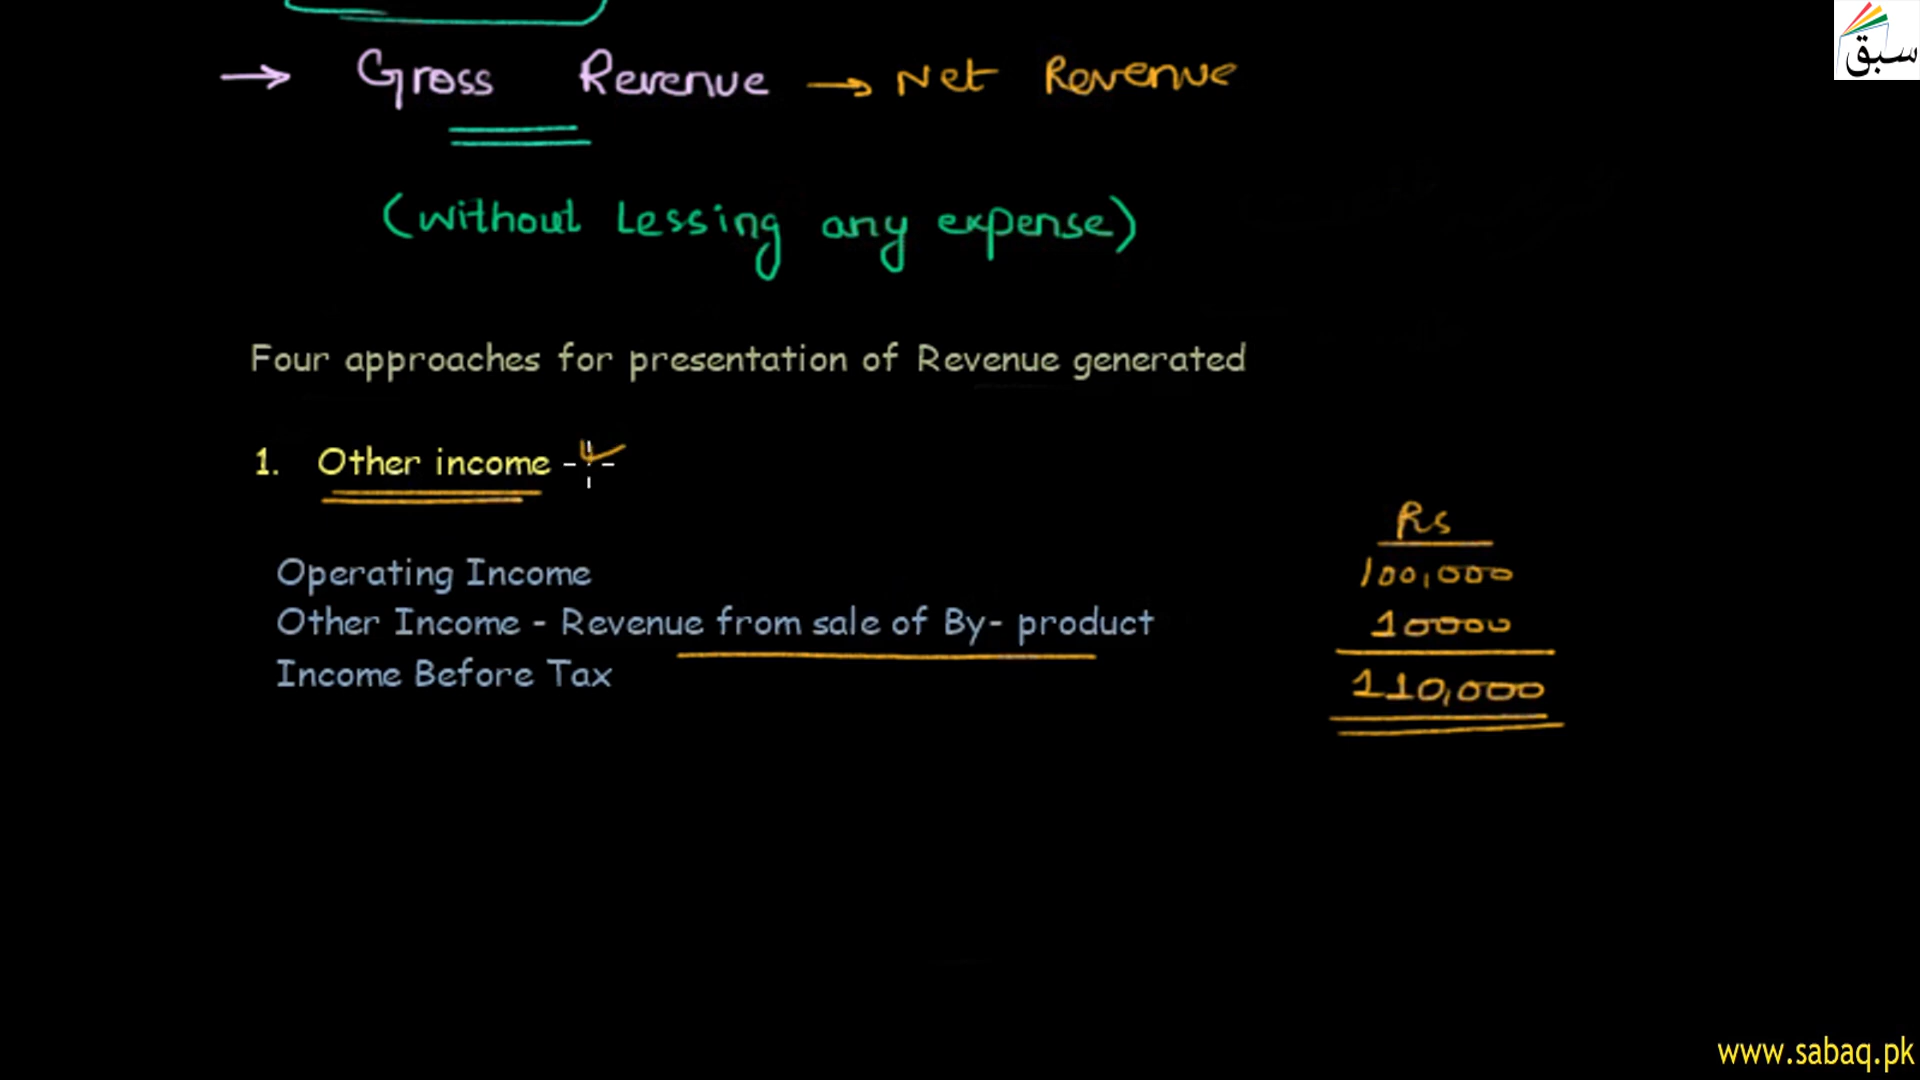 سبق
→ Gross Revenue → Net Revenue
(without Lessing any expense)
Four approaches for presentation of Revenue generated
1. Other income
Rs
Operating Income 100,000
Other Income - Revenue from sale of By- product 10000
Income Before Tax 110,000
www.sabaq.pk